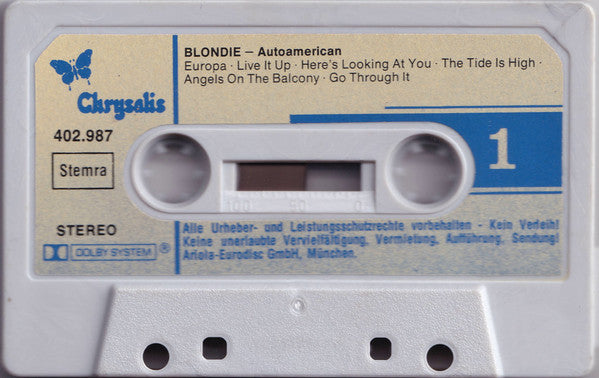 BLONDIE – Autoamerican
Europa · Live It Up · Here's Looking At You · The Tide Is High ·
Angels On The Balcony · Go Through It
Chrysalis
402.987
Stemra
1
100 50 0
STEREO
DOLBY SYSTEM ®
Alle Urheber- und Leistungsschutzrechte vorbehalten - Kein Verleih!
Keine unerlaubte Vervielfältigung, Vermietung, Aufführung, Sendung!
Ariola-Eurodisc GmbH, München.